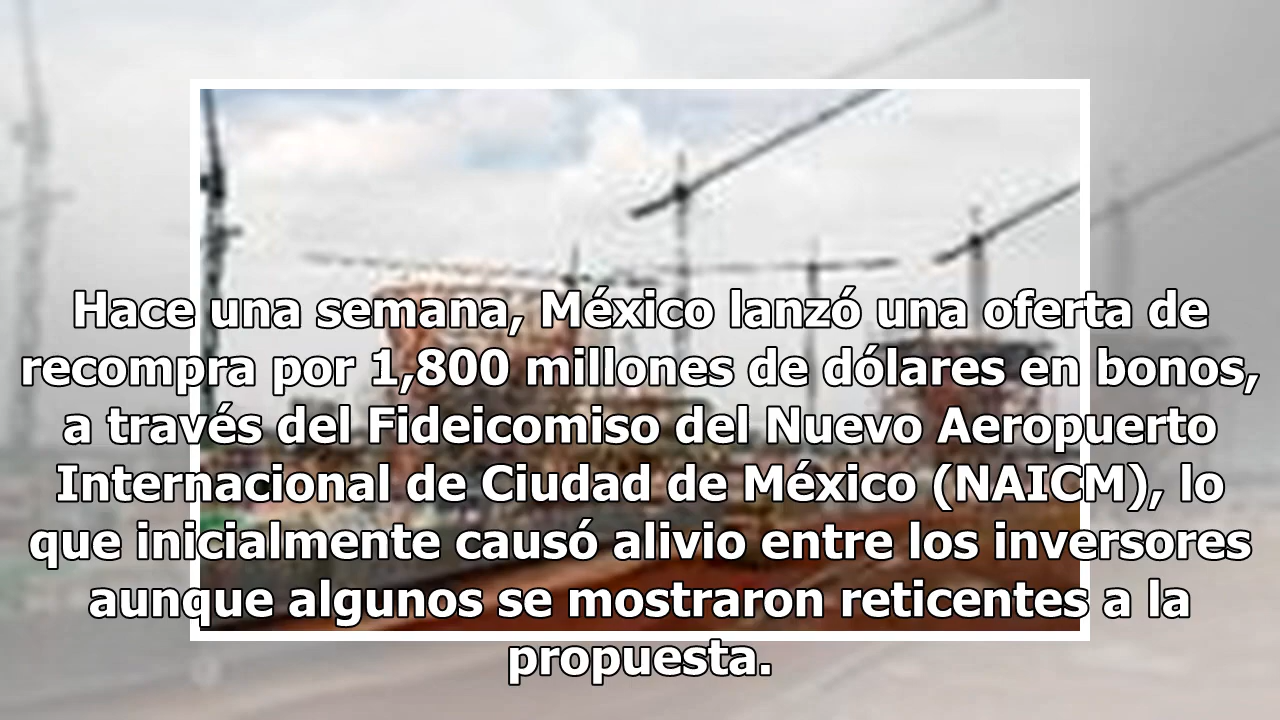 Hace una semana, México lanzó una oferta de
recompra por 1,800 millones de dólares en bonos,
a través del Fideicomiso del Nuevo Aeropuerto
Internacional de Ciudad de México (NAICM), lo
que inicialmente causó alivio entre los inversores
aunque algunos se mostraron reticentes a la
propuesta.